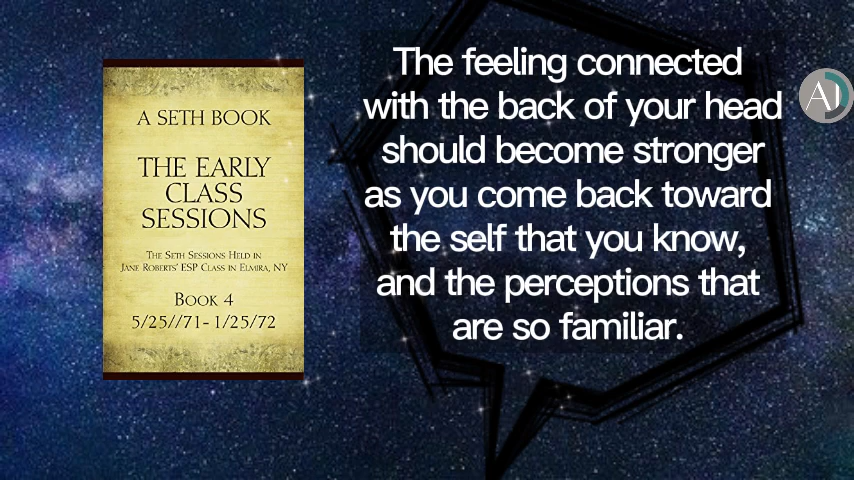 A SETH BOOK
THE EARLY
CLASS
SESSIONS
THE SETH SESSIONS HELD IN
JANE ROBERTS' ESP CLASS IN ELMIRA, NY
BOOK 4
5/25//71- 1/25/72
The feeling connected
with the back of your head
should become stronger
as you come back toward
the self that you know,
and the perceptions that
are so familiar.
AJ